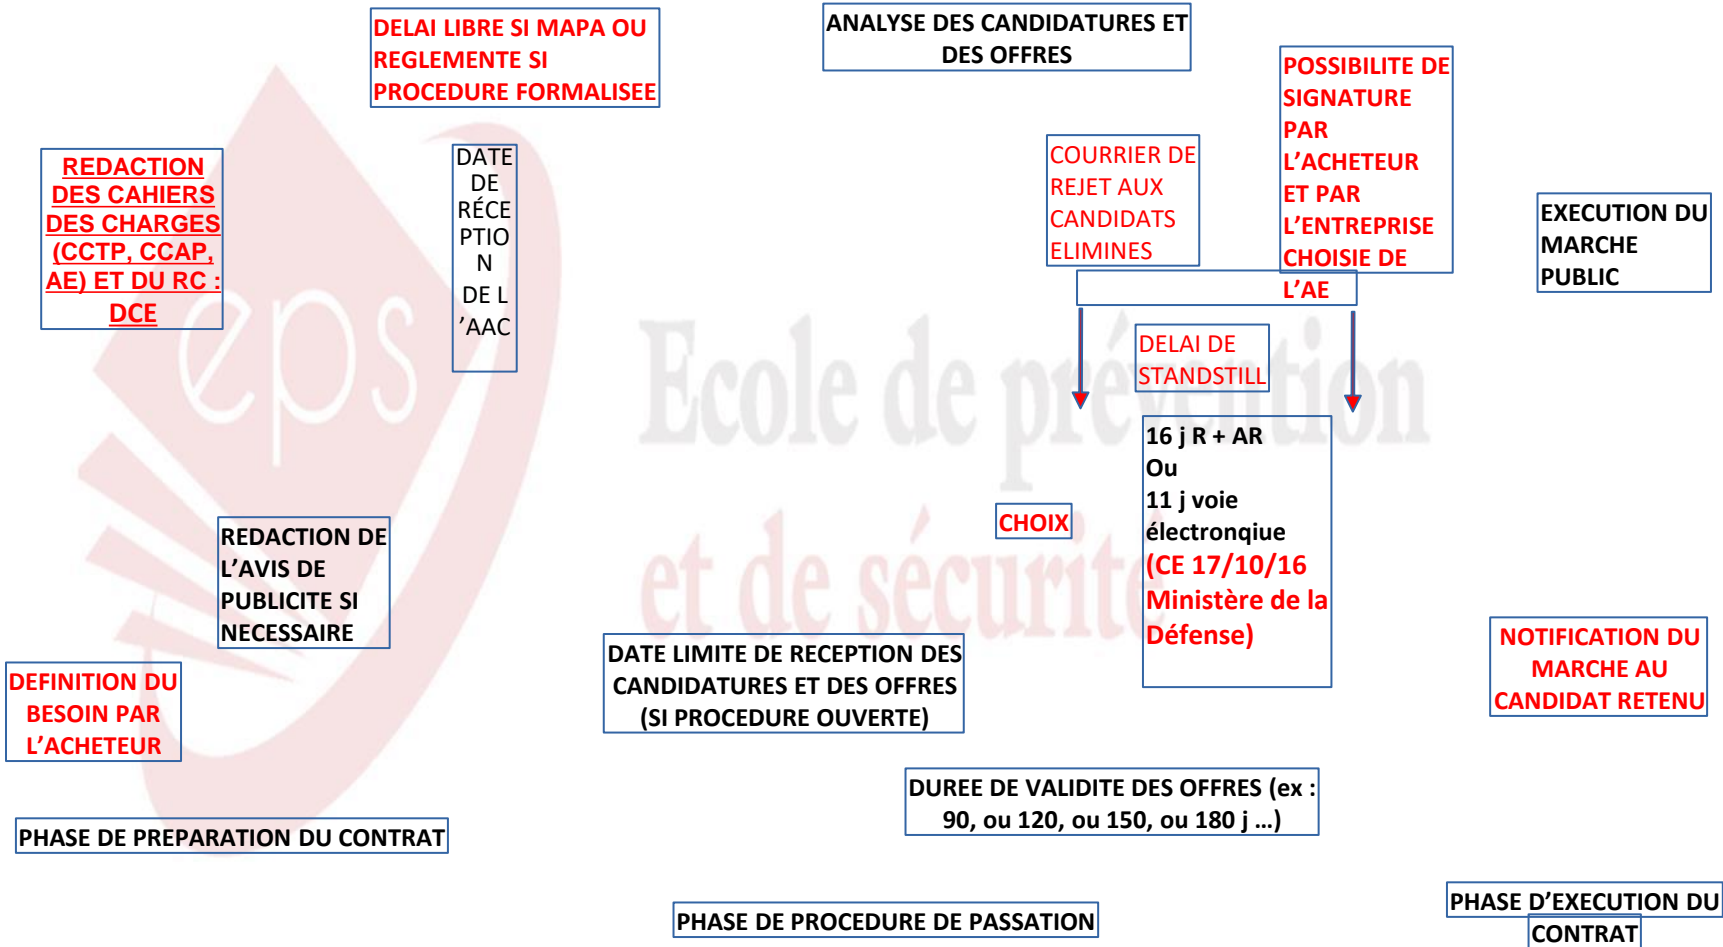 DELAI LIBRE SI MAPA OU
REGLEMENTE SI
PROCEDURE FORMALISEE
ANALYSE DES CANDIDATURES ET
DES OFFRES
POSSIBILITE DE
SIGNATURE
PAR
L’ACHETEUR
ET PAR
L’ENTREPRISE
CHOISIE DE
L’AE
REDACTION
DES CAHIERS
DES CHARGES
(CCTP, CCAP,
AE) ET DU RC :
DCE
DATE
DE
RÉCE
PTIO
N
DE L
’AAC
COURRIER DE
REJET AUX
CANDIDATS
ELIMINES
EXECUTION DU
MARCHE
PUBLIC
DELAI DE
STANDSTILL
16 j R + AR
Ou
11 j voie
électronqiue
(CE 17/10/16
Ministère de la
Défense)
CHOIX
REDACTION DE
L’AVIS DE
PUBLICITE SI
NECESSAIRE
DATE LIMITE DE RECEPTION DES
CANDIDATURES ET DES OFFRES
(SI PROCEDURE OUVERTE)
NOTIFICATION DU
MARCHE AU
CANDIDAT RETENU
DEFINITION DU
BESOIN PAR
L’ACHETEUR
DUREE DE VALIDITE DES OFFRES (ex :
90, ou 120, ou 150, ou 180 j …)
PHASE DE PREPARATION DU CONTRAT
PHASE DE PROCEDURE DE PASSATION
PHASE D’EXECUTION DU
CONTRAT
eps
Ecole de prévention
et de sécurité